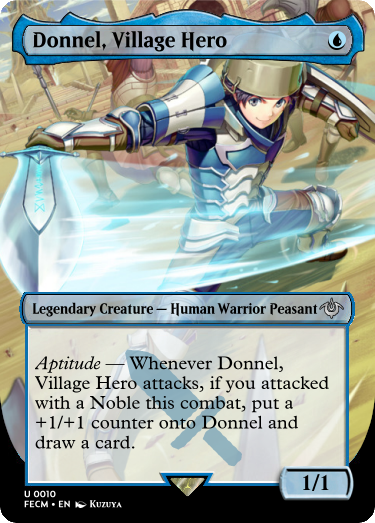 Donnel, Village Hero
Legendary Creature — Human Warrior Peasant
Aptitude — Whenever Donnel,
Village Hero attacks, if you attacked
with a Noble this combat, put a
+1/+1 counter onto Donnel and
draw a card.
1/1
U 0010
FECM • EN Kuzuya